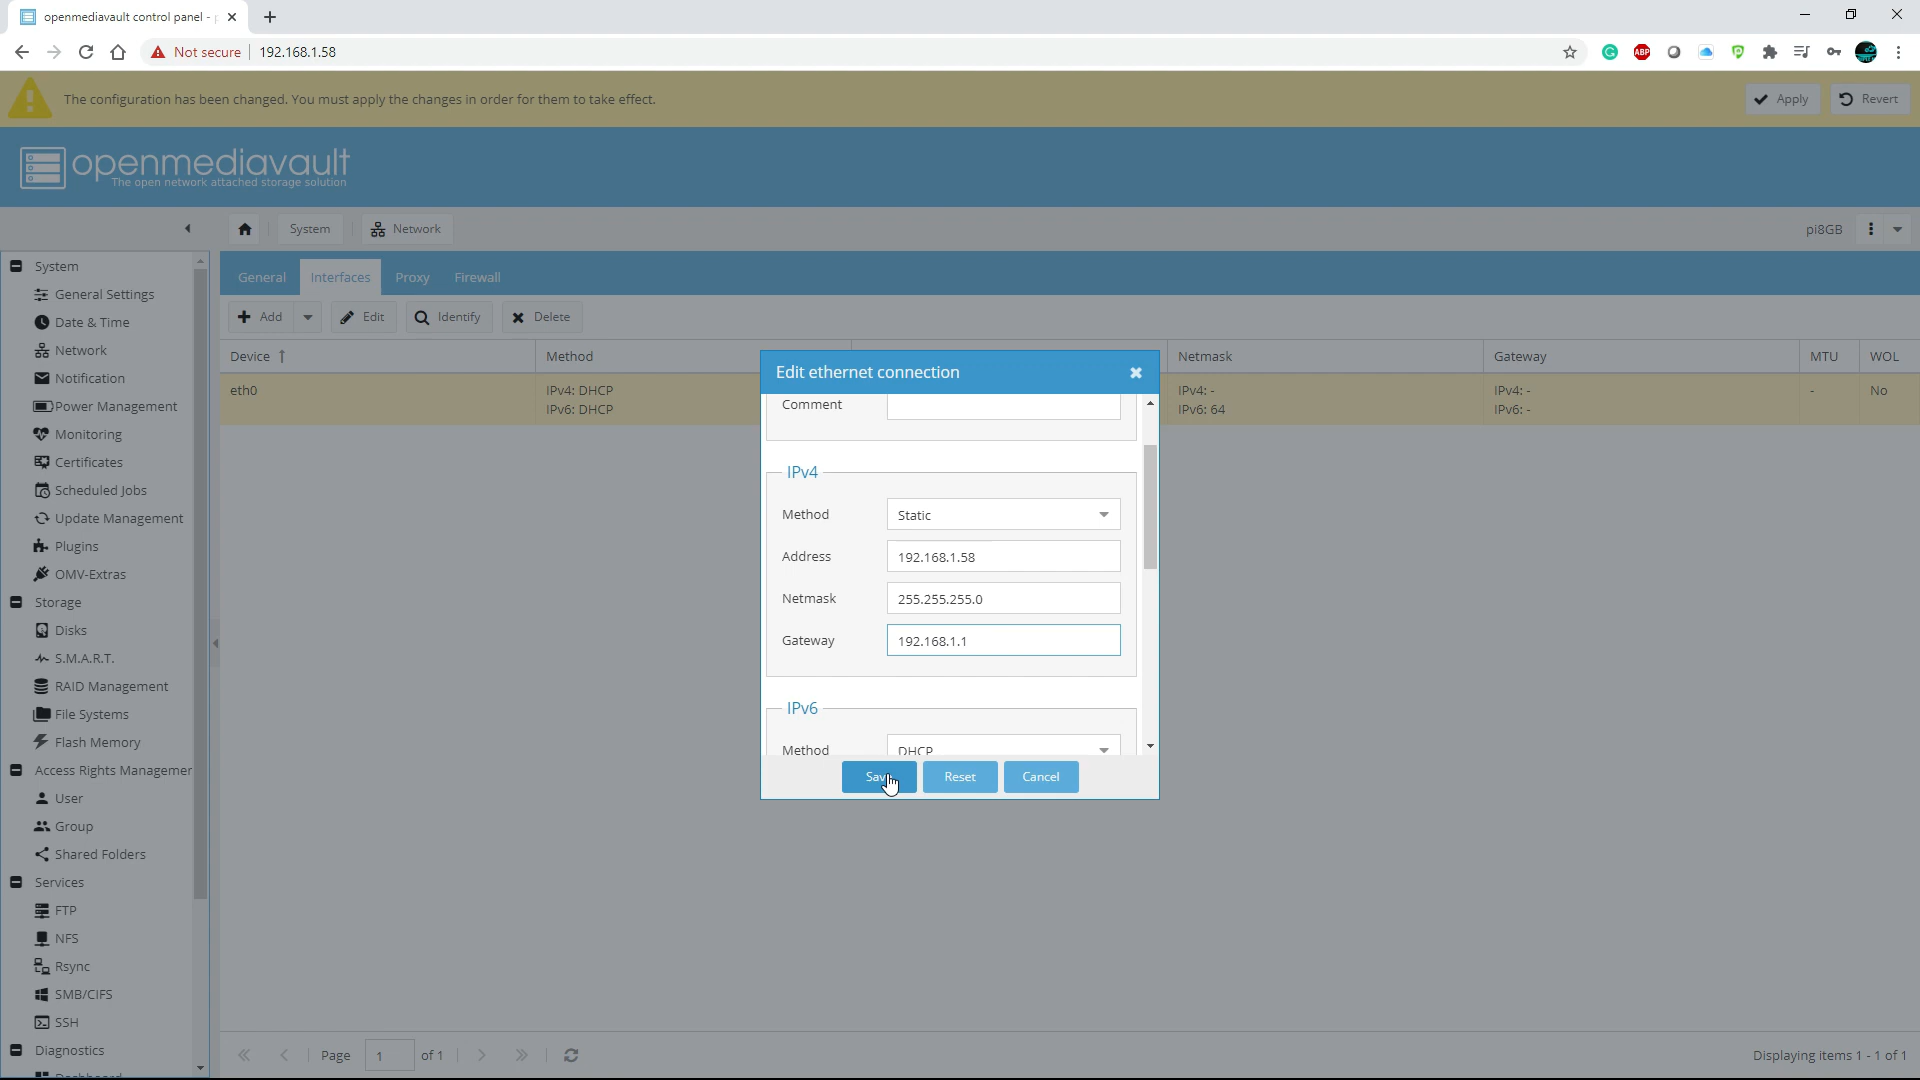 openmediavault control panel - p
Not secure
192.168.1.58
ABP
The configuration has been changed. You must apply the changes in order for them to take effect.
Apply
Revert
openmediavault
The open network attached storage solution
System
Network
pi8GB
System
General Settings
Date & Time
Network
Notification
Power Management
Monitoring
Certificates
Scheduled Jobs
Update Management
Plugins
OMV-Extras
Storage
Disks
S.M.A.R.T.
RAID Management
File Systems
Flash Memory
Access Rights Managemer
User
Group
Shared Folders
Services
FTP
NFS
Rsync
SMB/CIFS
SSH
Diagnostics
General
Interfaces
Proxy
Firewall
Add
Edit
Identify
Delete
Device
Method
Netmask
Gateway
MTU
WOL
eth0
IPv4: DHCP
IPv6: DHCP
IPv4: -
IPv6: 64
IPv4: -
IPv6: -
-
No
Edit ethernet connection
Comment
IPv4
Method
Static
Address
192.168.1.58
Netmask
255.255.255.0
Gateway
192.168.1.1
IPv6
Method
DHCP
Reset
Cancel
Page
1
of 1
Displaying items 1 - 1 of 1